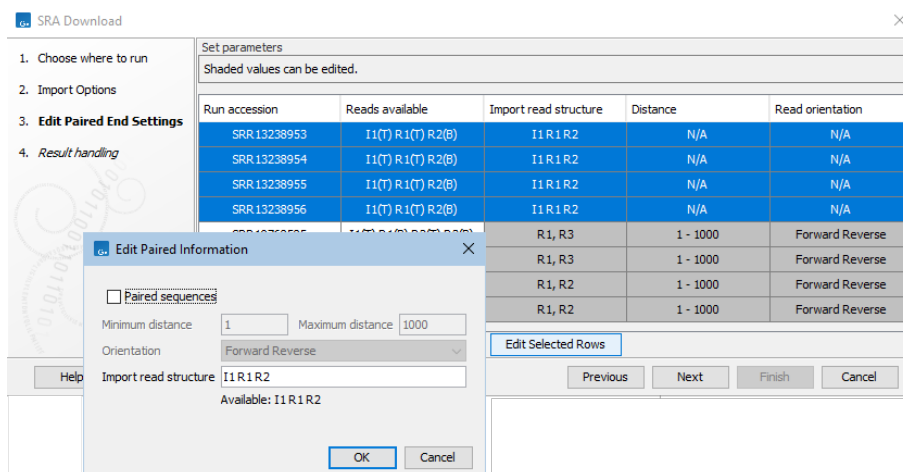 SRA Download
1. Choose where to run
2. Import Options
3. Edit Paired End Settings
4. Result handling
Set parameters
Shaded values can be edited.
Run accession Reads available Import read structure Distance Read orientation
SRR13238953 I1(T) R1(T) R2(B) I1 R1 R2 N/A N/A
SRR13238954 I1(T) R1(T) R2(B) I1 R1 R2 N/A N/A
SRR13238955 I1(T) R1(T) R2(B) I1 R1 R2 N/A N/A
SRR13238956 I1(T) R1(T) R2(B) I1 R1 R2 N/A N/A
R1, R3 1 - 1000 Forward Reverse
R1, R3 1 - 1000 Forward Reverse
R1, R2 1 - 1000 Forward Reverse
R1, R2 1 - 1000 Forward Reverse
Edit Selected Rows
Help Previous Next Finish Cancel
Edit Paired Information
Paired sequences
Minimum distance 1 Maximum distance 1000
Orientation Forward Reverse
Import read structure I1 R1 R2
Available: I1 R1 R2
OK Cancel